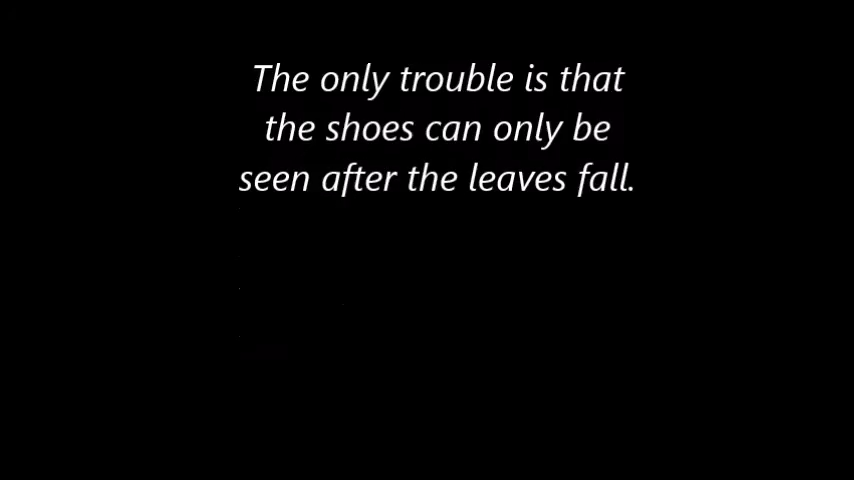 The only trouble is that
the shoes can only be
seen after the leaves fall.